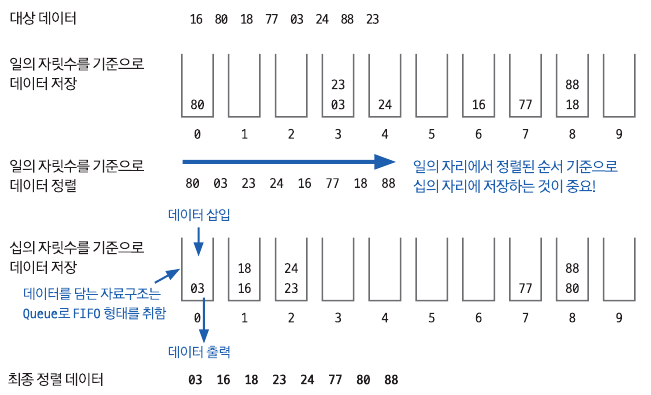 대상 데이터 16 80 18 77 03 24 88 23
일의 자릿수를 기준으로
데이터 저장
23 88
80 03 24 16 77 18
0 1 2 3 4 5 6 7 8 9
일의 자릿수를 기준으로
데이터 정렬
80 03 23 24 16 77 18 88
일의 자리에서 정렬된 순서 기준으로
십의 자리에 저장하는 것이 중요!
데이터 삽입
십의 자릿수를 기준으로
데이터 저장
18 24 88
03 16 23 77 80
데이터를 담는 자료구조는
Queue로 FIFO 형태를 취함
0 1 2 3 4 5 6 7 8 9
데이터 출력
최종 정렬 데이터 03 16 18 23 24 77 80 88